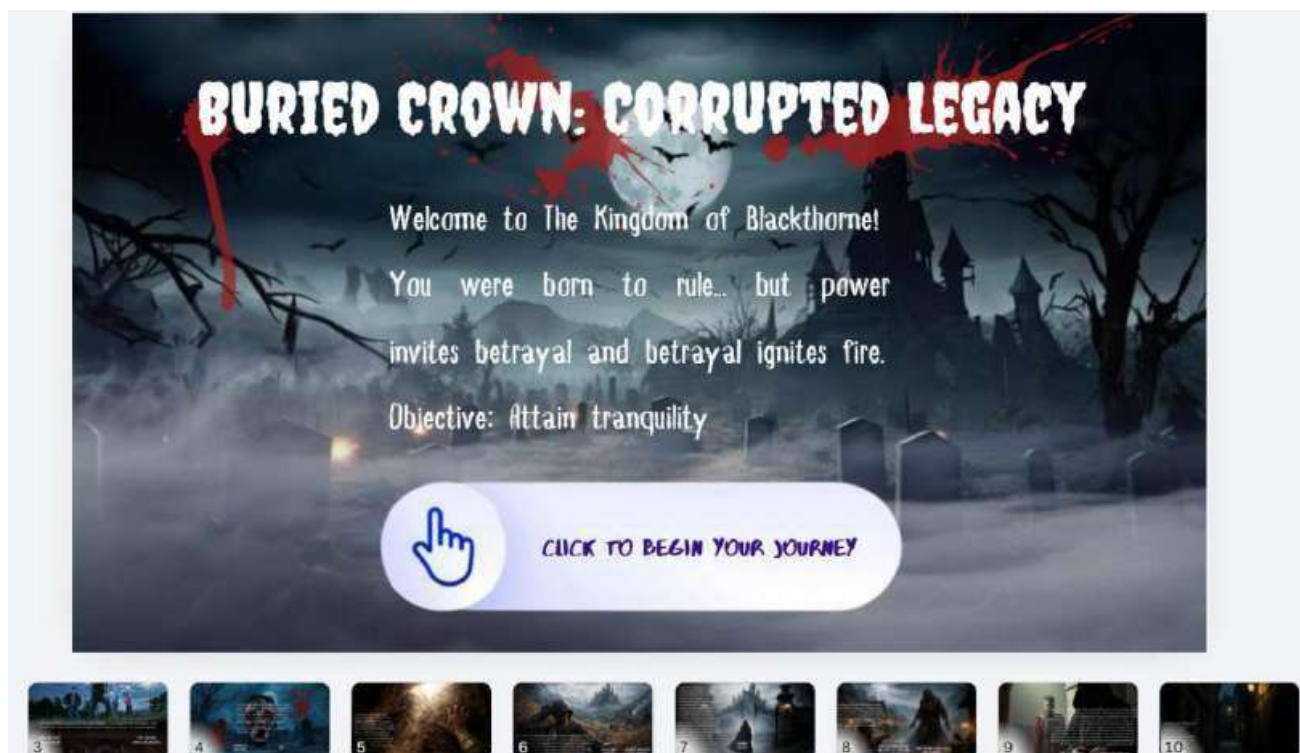 BURIED CROWN: CORRUPTED LEGACY
Welcome to The Kingdom of Blackthorne!
You were born to rule... but power
invites betrayal and betrayal ignites fire.
Objective: Attain tranquility
CLICK TO BEGIN YOUR JOURNEY
3
4
5
6
7
8
9
10